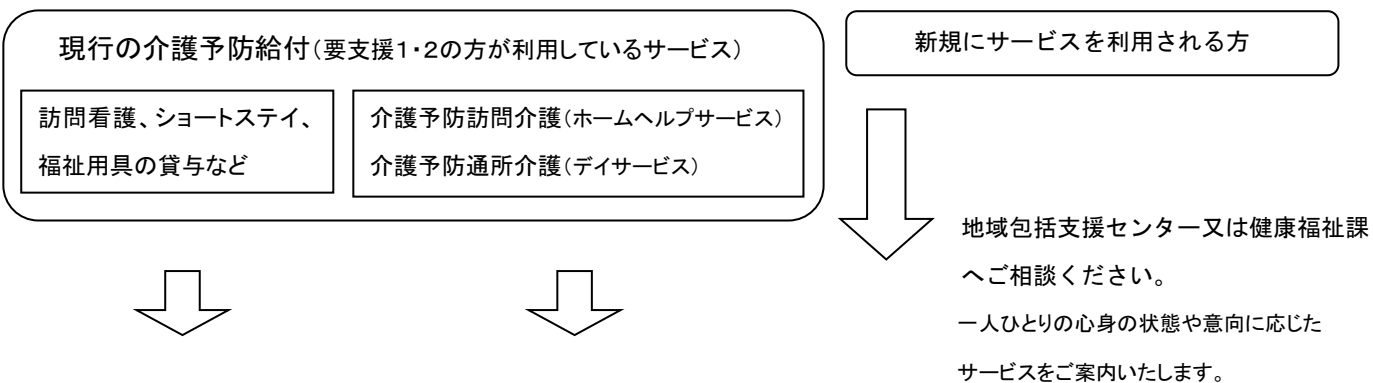 現行の介護予防給付(要支援1・2の方が利用しているサービス)
訪問看護、ショートステイ、
福祉用具の貸与など
介護予防訪問介護(ホームヘルプサービス)
介護予防通所介護(デイサービス)
新規にサービスを利用される方
地域包括支援センター又は健康福祉課
へご相談ください。
一人ひとりの心身の状態や意向に応じた
サービスをご案内いたします。